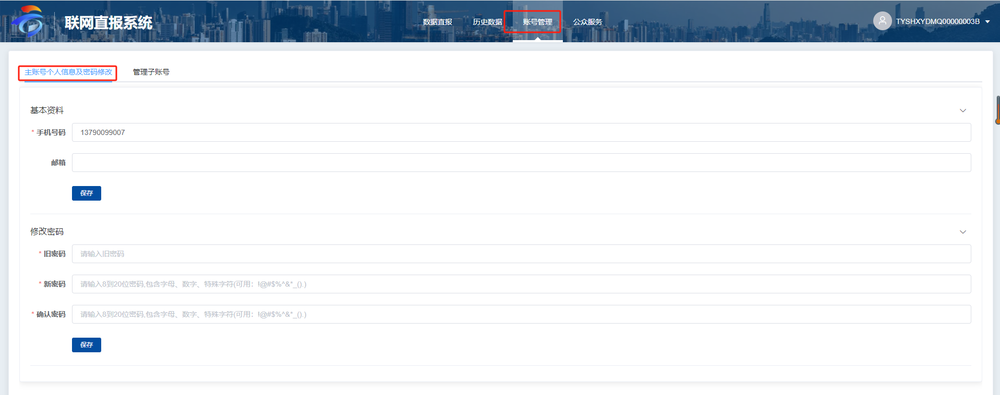 联网直报系统
数据直报 历史数据 账号管理 公众服务
TYSHXYDMQ00000003B
主账号个人信息及密码修改 管理子账号
基本资料
* 手机号码 13790099007
邮箱
保存
修改密码
* 旧密码 请输入旧密码
* 新密码 请输入8到20位密码,包含字母、数字、特殊字符(可用：!@#$%^&*_().)
* 确认密码 请输入8到20位密码,包含字母、数字、特殊字符(可用：!@#$%^&*_().)
保存